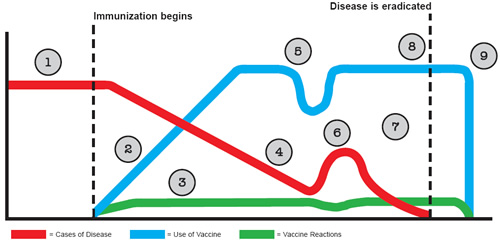 Immunization begins
Disease is eradicated
1
2
3
4
5
6
7
8
9
= Cases of Disease
= Use of Vaccine
= Vaccine Reactions